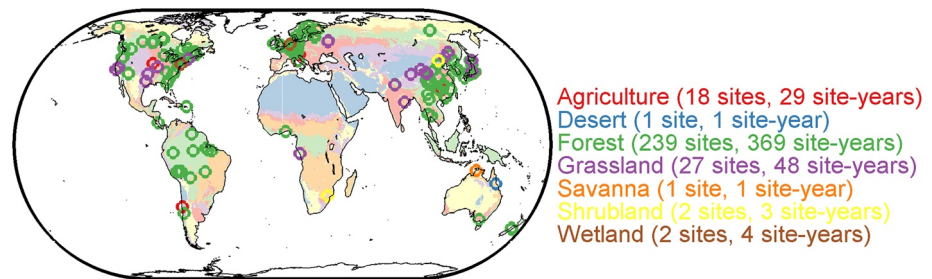 Agriculture (18 sites, 29 site-years)
Desert (1 site, 1 site-year)
Forest (239 sites, 369 site-years)
Grassland (27 sites, 48 site-years)
Savanna (1 site, 1 site-year)
Shrubland (2 sites, 3 site-years)
Wetland (2 sites, 4 site-years)